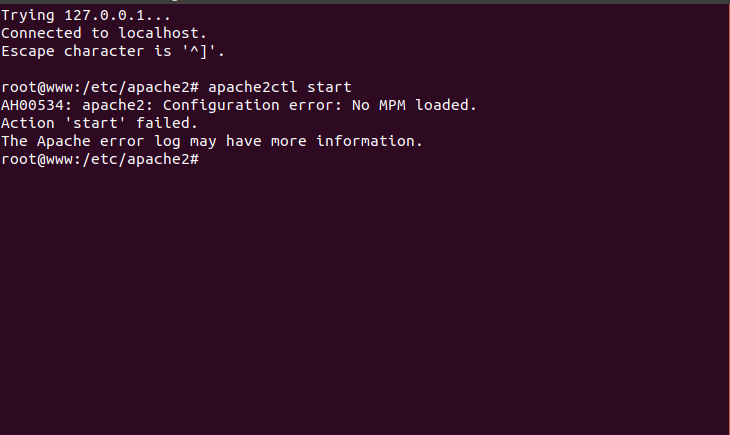 Trying 127.0.0.1...
Connected to localhost.
Escape character is '^]'.
root@www:/etc/apache2# apache2ctl start
AH00534: apache2: Configuration error: No MPM loaded.
Action 'start' failed.
The Apache error log may have more information.
root@www:/etc/apache2#